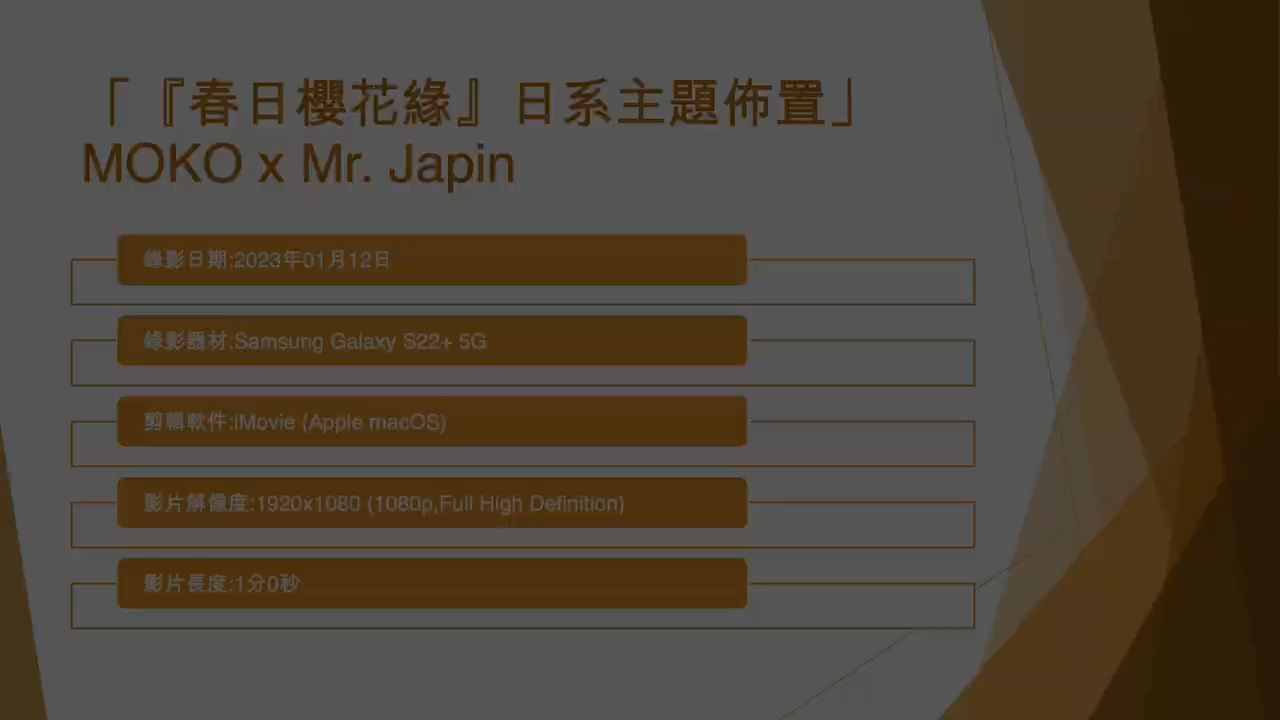 「『春日櫻花緣』日系主題佈置」
MOKO x Mr. Japin
錄影日期:2023年01月12日
錄影器材:Samsung Galaxy S22+ 5G
剪輯軟件:iMovie (Apple macOS)
影片解像度:1920x1080 (1080p,Full High Definition)
影片長度:1分0秒